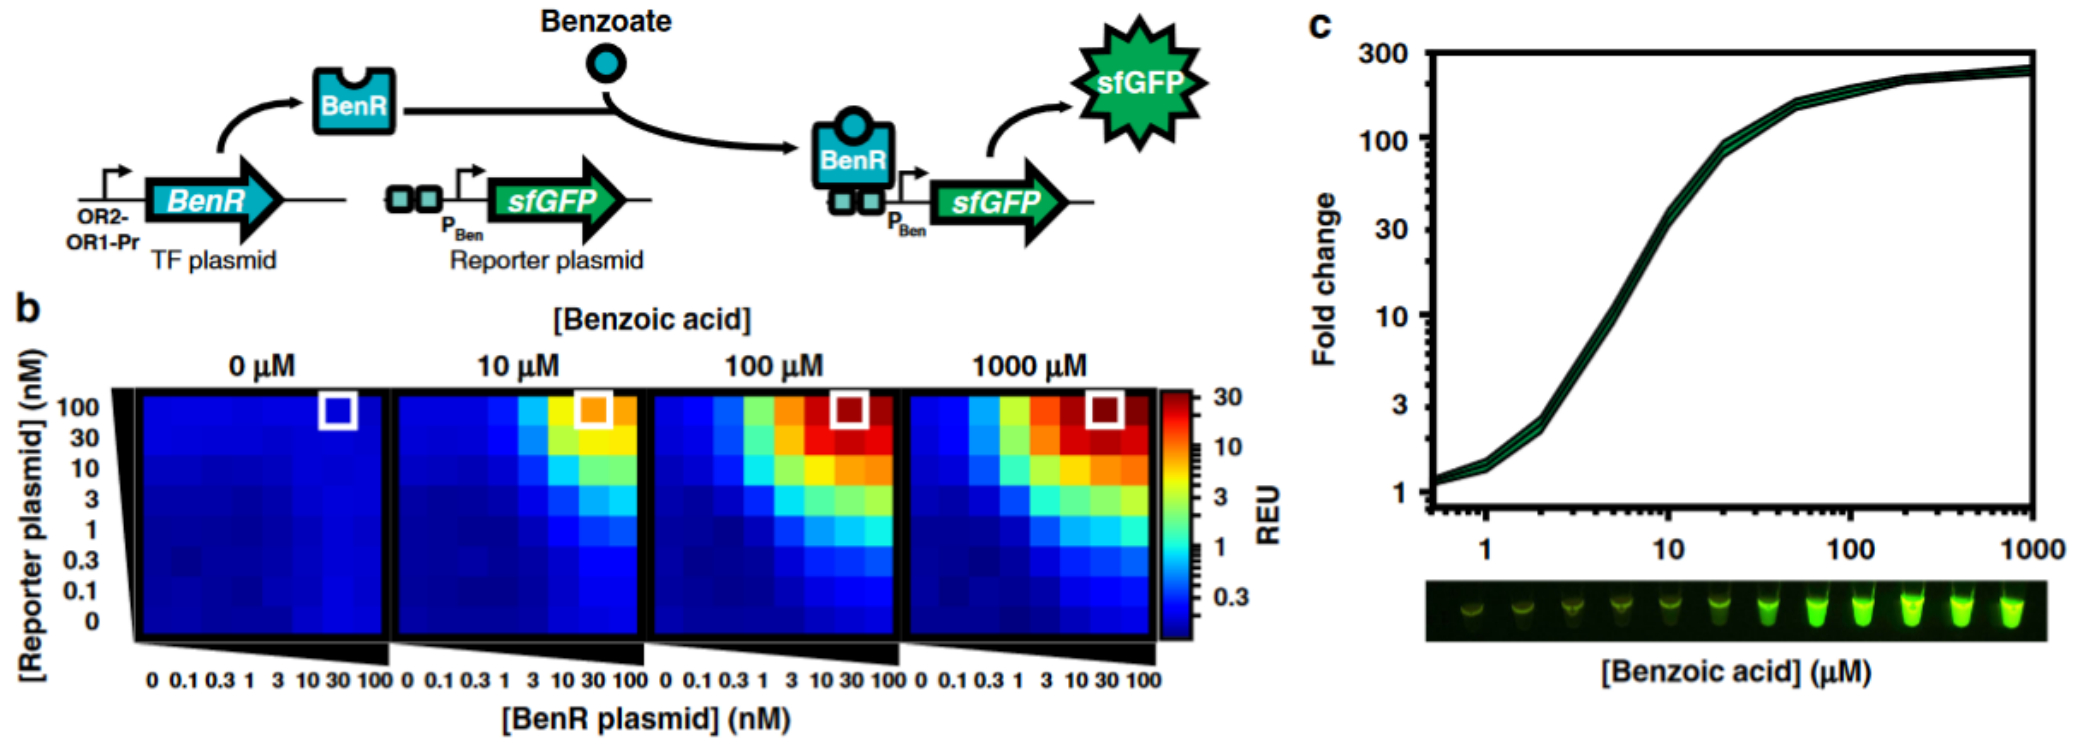 Benzoate
BenR
sfGFP
BenR
OR2-
OR1-Pr
BenR
TF plasmid
PBen
sfGFP
Reporter plasmid
BenR
PBen
sfGFP
b
[Benzoic acid]
0 µM 10 µM 100 µM 1000 µM
[Reporter plasmid] (nM)
100
30
10
3
1
0.3
0.1
0
0 0.1 0.3 1 3 10 30 100 0 0.1 0.3 1 3 10 30 100 0 0.1 0.3 1 3 10 30 100 0 0.1 0.3 1 3 10 30 100
[BenR plasmid] (nM)
30
10
3
1
0.3
REU
c
Fold change
300
100
30
10
3
1
1 10 100 1000
[Benzoic acid] (µM)